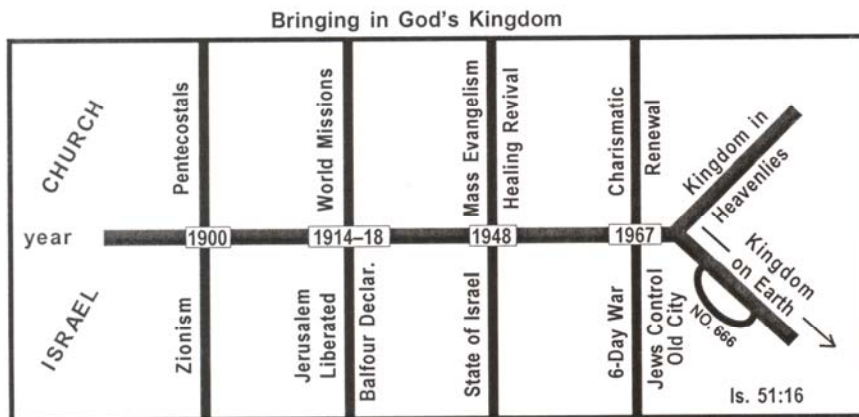 Bringing in God's Kingdom
CHURCH
Pentecostals
World Missions
Mass Evangelism
Healing Revival
Charismatic
Renewal
Kingdom in
Heavenlies
year
1900
1914–18
1948
1967
Kingdom
on Earth
NO. 666
ISRAEL
Zionism
Jerusalem
Liberated
Balfour Declar.
State of Israel
6-Day War
Jews Control
Old City
Is. 51:16